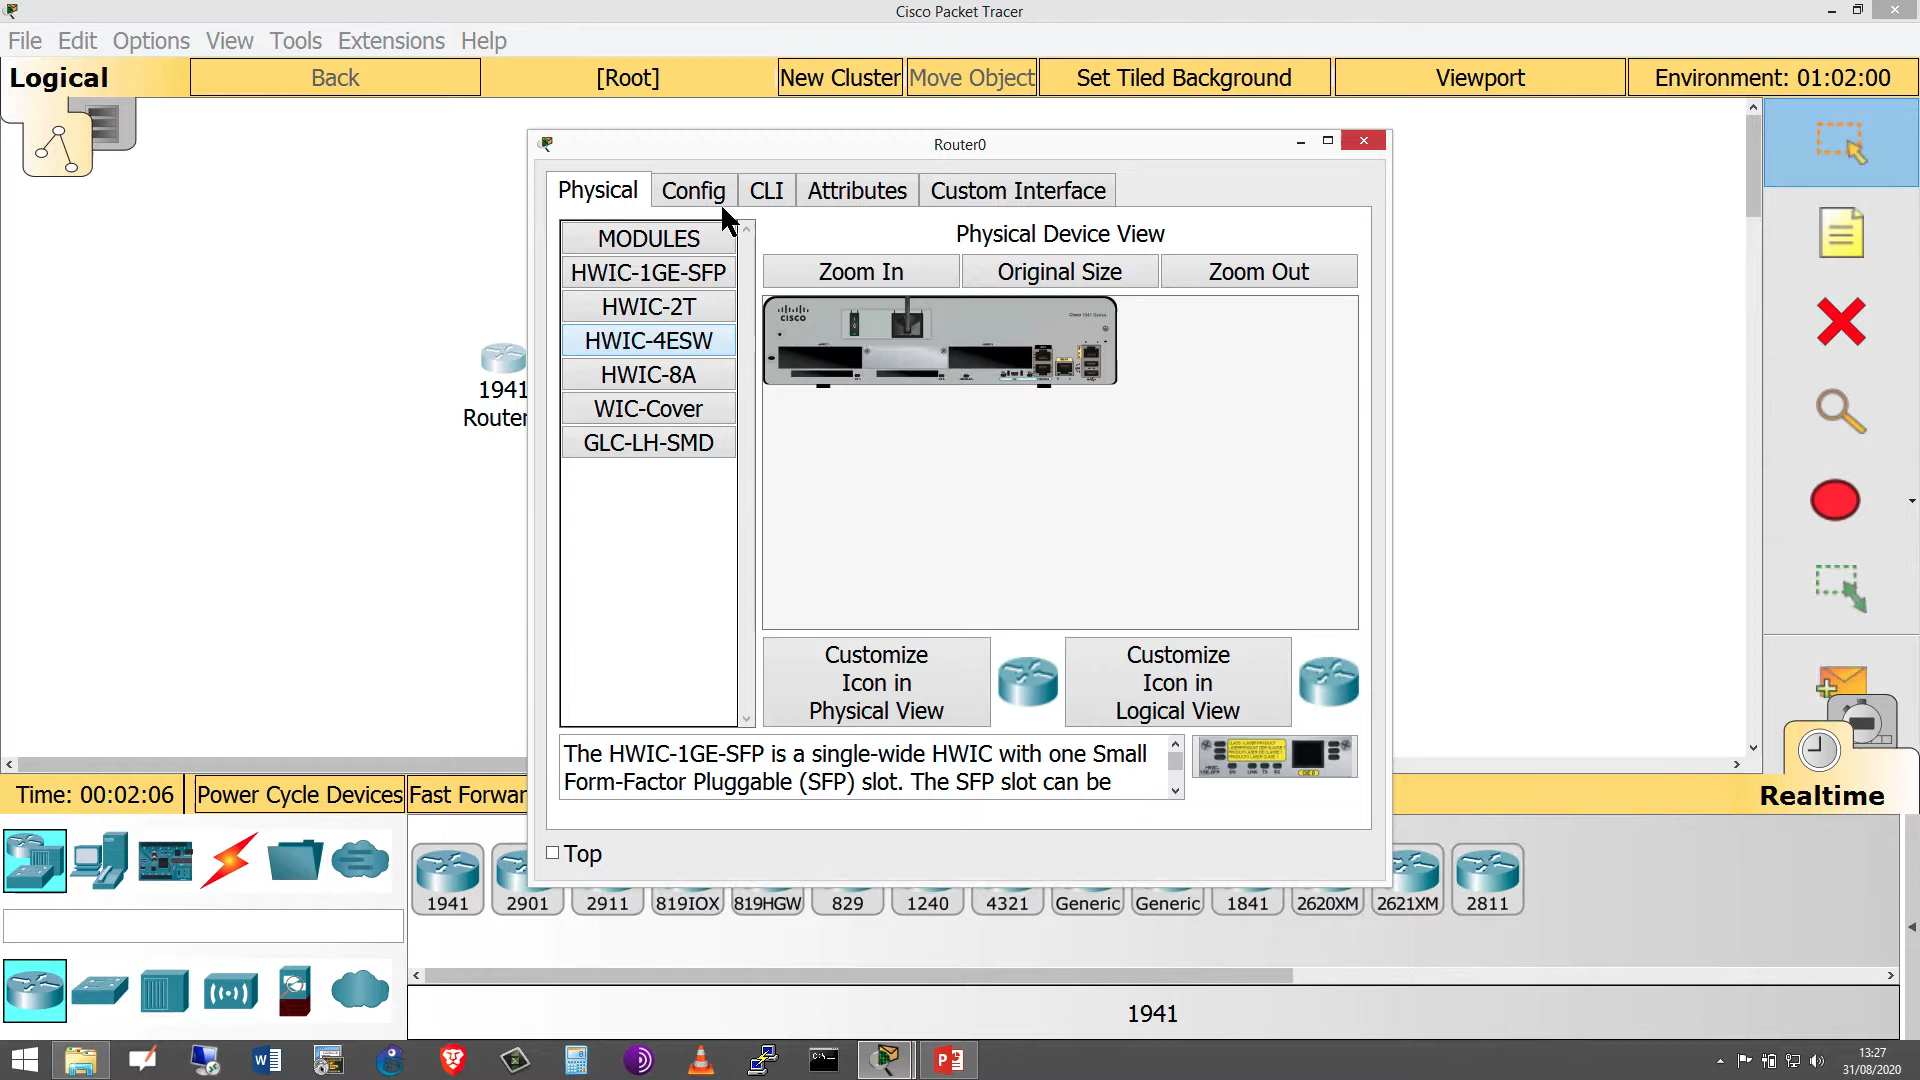 Cisco Packet Tracer
File Edit Options View Tools Extensions Help
Logical Back [Root] New Cluster Move Object Set Tiled Background Viewport Environment: 01:02:00
Router0
Physical Config CLI Attributes Custom Interface
MODULES
HWIC-1GE-SFP
HWIC-2T
HWIC-4ESW
HWIC-8A
WIC-Cover
GLC-LH-SMD
Physical Device View
Zoom In Original Size Zoom Out
CISCO
1941
Router
Customize
Icon in
Physical View
Customize
Icon in
Logical View
The HWIC-1GE-SFP is a single-wide HWIC with one Small
Form-Factor Pluggable (SFP) slot. The SFP slot can be
Top
Time: 00:02:06 Power Cycle Devices Fast Forwar
Realtime
1941 2901 2911 819IOX 819HGW 829 1240 4321 Generic Generic 1841 2620XM 2621XM 2811
1941
13:27
31/08/2020